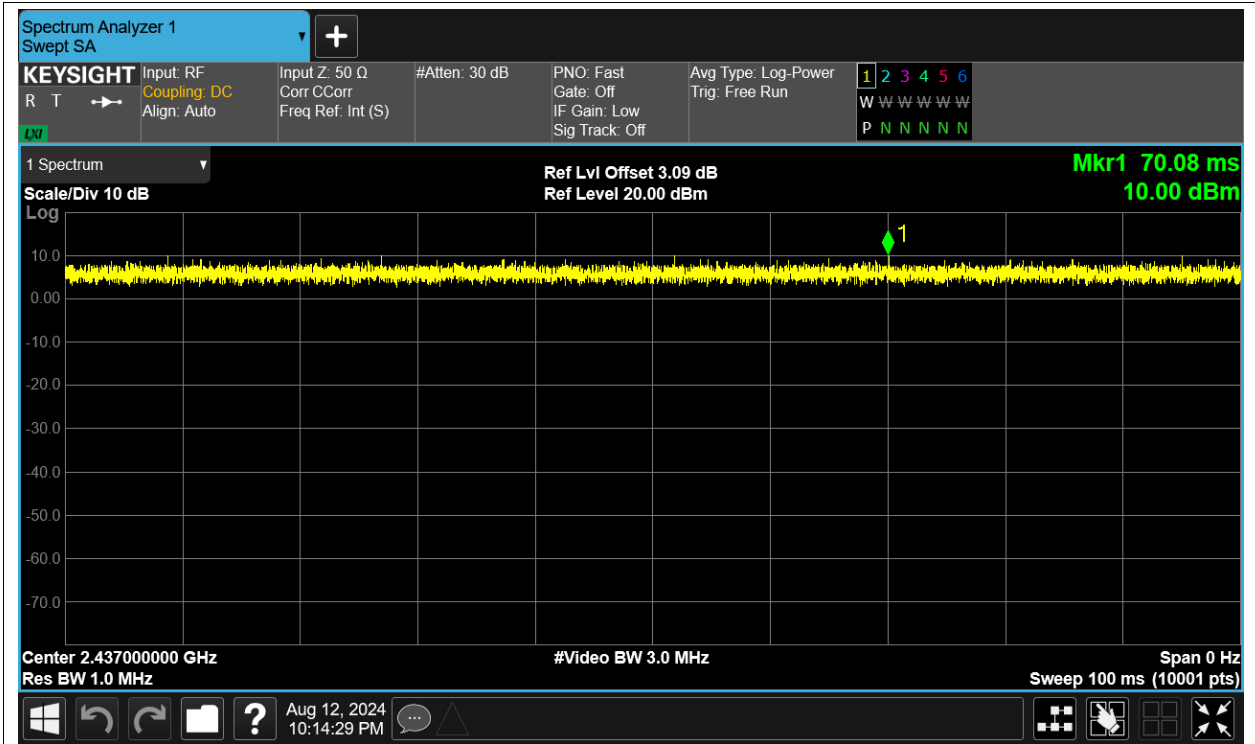 Spectrum Analyzer 1
Swept SA
KEYSIGHT
R T
LXI
Input: RF
Coupling: DC
Align: Auto
Input Z: 50 Ω
Corr CCorr
Freq Ref: Int (S)
#Atten: 30 dB
PNO: Fast
Gate: Off
IF Gain: Low
Sig Track: Off
Avg Type: Log-Power
Trig: Free Run
1 2 3 4 5 6
W W W W W W
P N N N N N
1 Spectrum
Scale/Div 10 dB
Ref Lvl Offset 3.09 dB
Ref Level 20.00 dBm
Mkr1 70.08 ms
10.00 dBm
Log
1
10.0
0.00
-10.0
-20.0
-30.0
-40.0
-50.0
-60.0
-70.0
Center 2.437000000 GHz
#Video BW 3.0 MHz
Span 0 Hz
Res BW 1.0 MHz
Sweep 100 ms (10001 pts)
?
Aug 12, 2024
10:14:29 PM